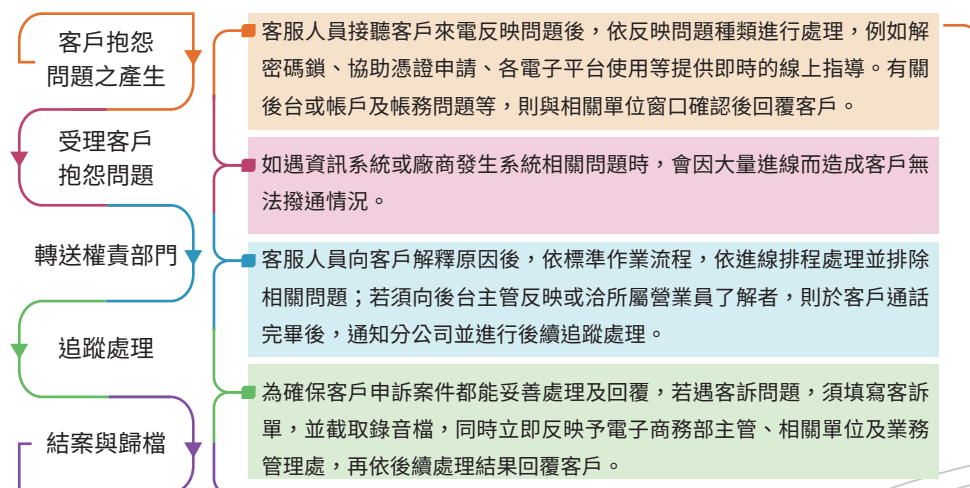 客戶抱怨
問題之產生
受理客戶
抱怨問題
轉送權責部門
追蹤處理
結案與歸檔
客服人員接聽客戶來電反映問題後，依反映問題種類進行處理，例如解
密碼鎖、協助憑證申請、各電子平台使用等提供即時的線上指導。有關
後台或帳戶及帳務問題等，則與相關單位窗口確認後回覆客戶。
如遇資訊系統或廠商發生系統相關問題時，會因大量進線而造成客戶無
法撥通情況。
客服人員向客戶解釋原因後，依標準作業流程，依進線排程處理並排除
相關問題；若須向後台主管反映或洽所屬營業員了解者，則於客戶通話
完畢後，通知分公司並進行後續追蹤處理。
為確保客戶申訴案件都能妥善處理及回覆，若遇客訴問題，須填寫客訴
單，並截取錄音檔，同時立即反映予電子商務部主管、相關單位及業務
管理處，再依後續處理結果回覆客戶。